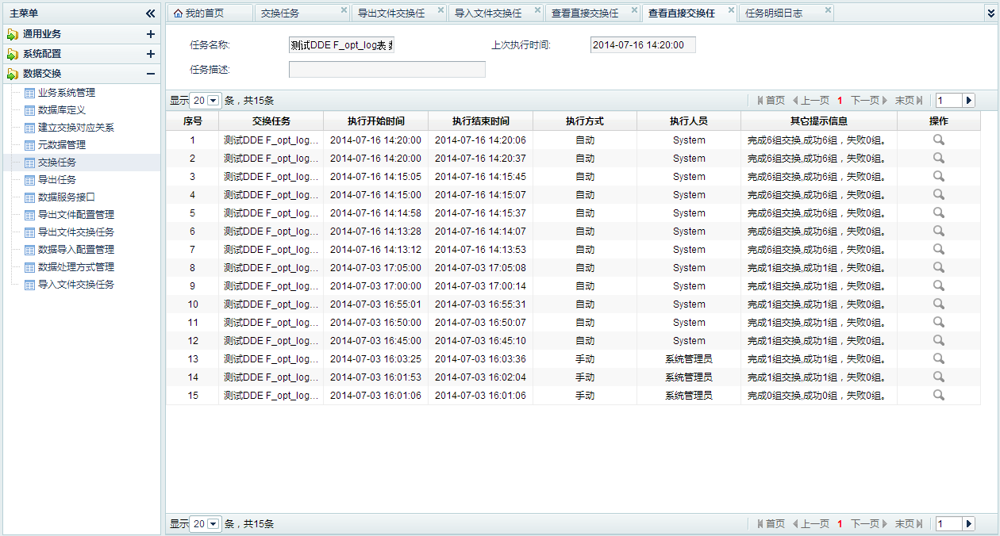 主菜单
通用业务
系统配置
数据交换
业务系统管理
数据库定义
建立交换对应关系
元数据管理
交换任务
导出任务
数据服务接口
导出文件配置管理
导出文件交换任务
数据导入配置管理
数据处理方式管理
导入文件交换任务
我的首页 交换任务 导出文件交换任 导入文件交换任 查看直接交换任 查看直接交换任 任务明细日志
任务名称: 测试DDE F_opt_log表 上次执行时间: 2014-07-16 14:20:00
任务描述:
显示 20 条，共15条 首页 上一页 1 下一页 末页 1
序号 交换任务 执行开始时间 执行结束时间 执行方式 执行人员 其它提示信息 操作
1 测试DDE F_opt_log... 2014-07-16 14:20:00 2014-07-16 14:20:06 自动 System 完成6组交换,成功6组，失败0组。
2 测试DDE F_opt_log... 2014-07-16 14:20:00 2014-07-16 14:20:37 自动 System 完成6组交换,成功6组，失败0组。
3 测试DDE F_opt_log... 2014-07-16 14:15:05 2014-07-16 14:15:45 自动 System 完成6组交换,成功6组，失败0组。
4 测试DDE F_opt_log... 2014-07-16 14:15:00 2014-07-16 14:15:07 自动 System 完成6组交换,成功6组，失败0组。
5 测试DDE F_opt_log... 2014-07-16 14:14:58 2014-07-16 14:15:37 自动 System 完成6组交换,成功6组，失败0组。
6 测试DDE F_opt_log... 2014-07-16 14:13:28 2014-07-16 14:14:07 自动 System 完成6组交换,成功6组，失败0组。
7 测试DDE F_opt_log... 2014-07-16 14:13:12 2014-07-16 14:13:53 自动 System 完成6组交换,成功6组，失败0组。
8 测试DDE F_opt_log... 2014-07-03 17:05:00 2014-07-03 17:05:08 自动 System 完成1组交换,成功1组，失败0组。
9 测试DDE F_opt_log... 2014-07-03 17:00:00 2014-07-03 17:00:14 自动 System 完成1组交换,成功1组，失败0组。
10 测试DDE F_opt_log... 2014-07-03 16:55:01 2014-07-03 16:55:31 自动 System 完成1组交换,成功1组，失败0组。
11 测试DDE F_opt_log... 2014-07-03 16:50:00 2014-07-03 16:50:07 自动 System 完成1组交换,成功1组，失败0组。
12 测试DDE F_opt_log... 2014-07-03 16:45:00 2014-07-03 16:45:10 自动 System 完成1组交换,成功1组，失败0组。
13 测试DDE F_opt_log... 2014-07-03 16:03:25 2014-07-03 16:03:36 手动 系统管理员 完成1组交换,成功1组，失败0组。
14 测试DDE F_opt_log... 2014-07-03 16:01:53 2014-07-03 16:02:04 手动 系统管理员 完成1组交换,成功1组，失败0组。
15 测试DDE F_opt_log... 2014-07-03 16:01:06 2014-07-03 16:01:06 手动 系统管理员 完成0组交换,成功0组，失败0组。
显示 20 条，共15条 首页 上一页 1 下一页 末页 1